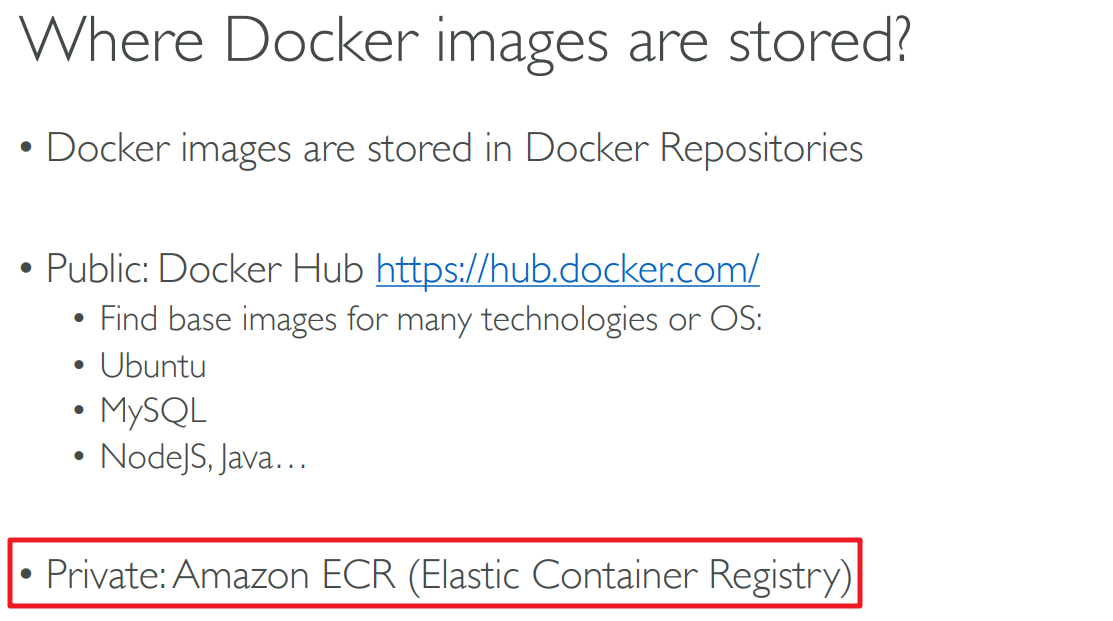 Where Docker images are stored?
• Docker images are stored in Docker Repositories
• Public: Docker Hub https://hub.docker.com/
• Find base images for many technologies or OS:
• Ubuntu
• MySQL
• NodeJS, Java…
• Private: Amazon ECR (Elastic Container Registry)